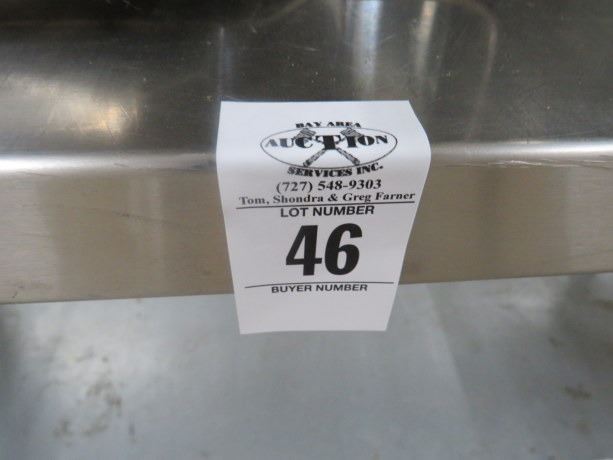 BAY AREA
AUCTION
SERVICES INC.
(727) 548-9303
Tom, Shondra & Greg Farner
LOT NUMBER
46
BUYER NUMBER